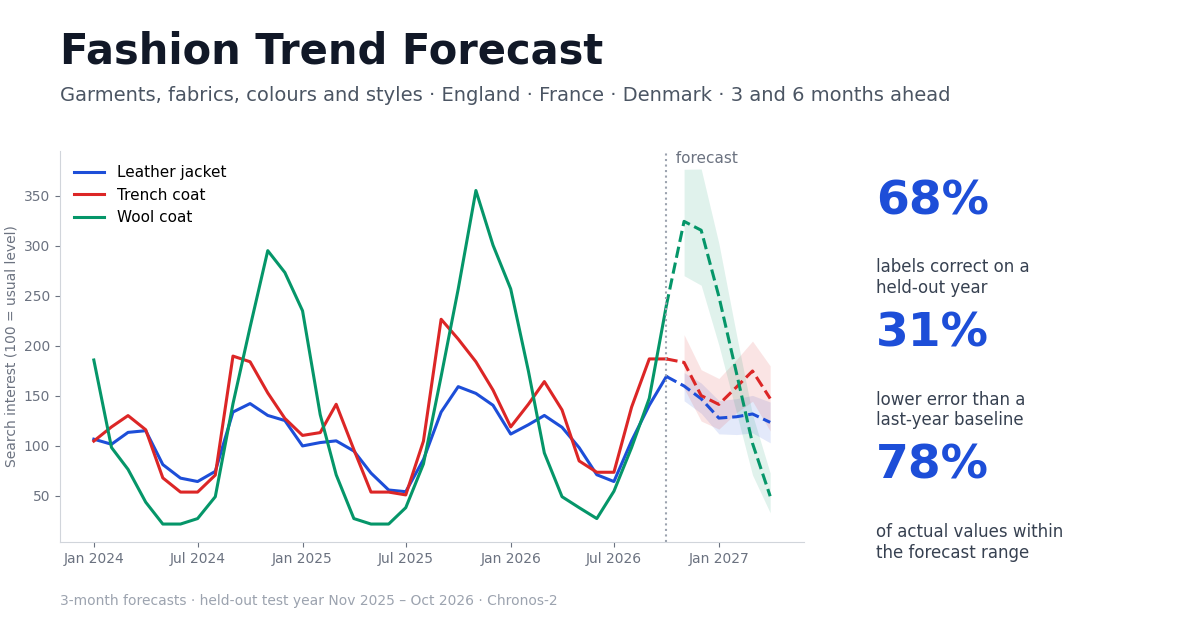 Fashion Trend Forecast
Garments, fabrics, colours and styles · England · France · Denmark · 3 and 6 months ahead
forecast
Leather jacket
Trench coat
Wool coat
Search interest (100 = usual level)
350
300
250
200
150
100
50
Jan 2024
Jul 2024
Jan 2025
Jul 2025
Jan 2026
Jul 2026
Jan 2027
68%
labels correct on a
held-out year
31%
lower error than a
last-year baseline
78%
of actual values within
the forecast range
3-month forecasts · held-out test year Nov 2025 – Oct 2026 · Chronos-2